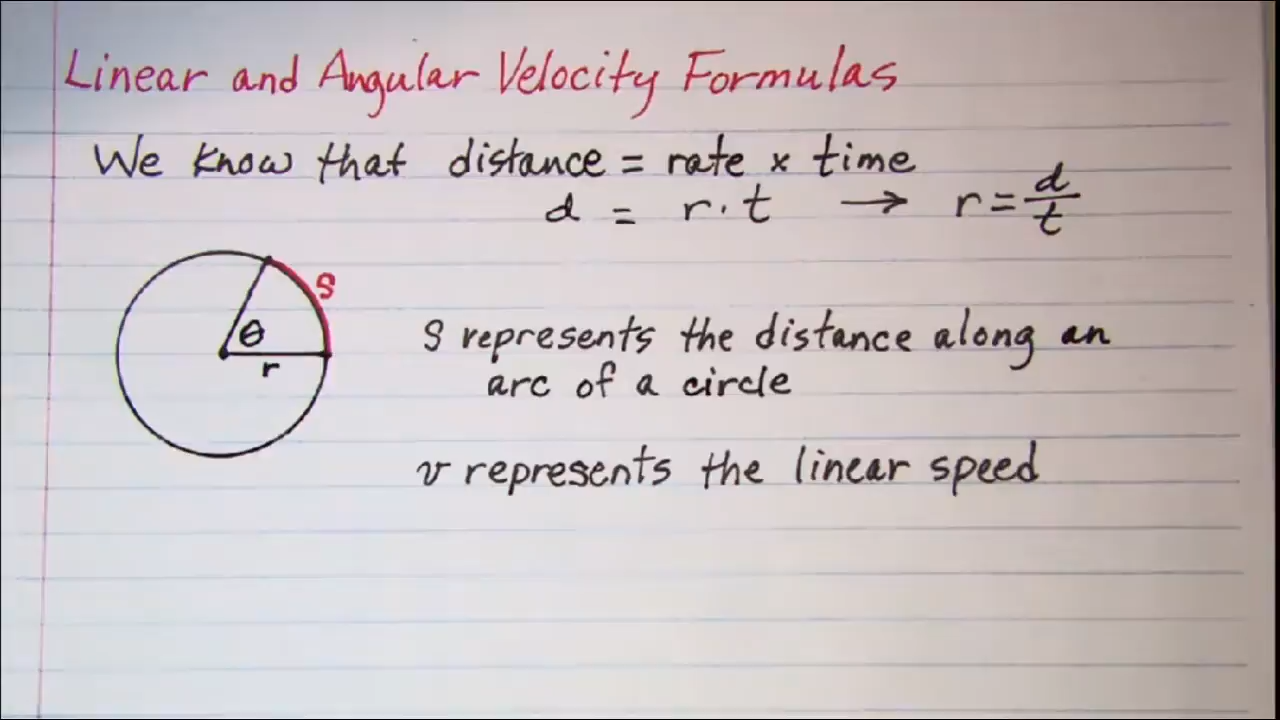 Linear and Angular Velocity Formulas
We know that distance = rate x time
d = r · t → r = d/t
S
θ
r
S represents the distance along an
arc of a circle
v represents the linear speed